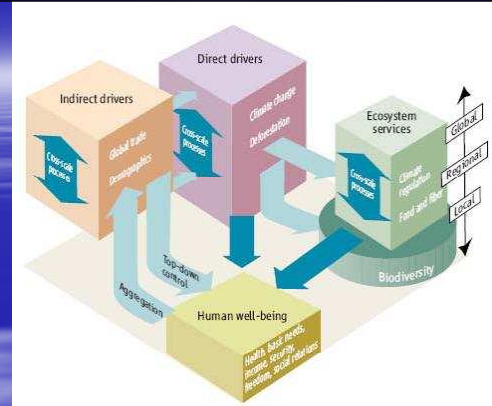 Direct drivers
Indirect drivers
Climate change
Deforestation
Global trade
Demographics
Cross-scale
processes
Cross-scale
processes
Ecosystem
services
Cross-scale
processes
Climate
regulation
Food and fiber
Global
Regional
Local
Biodiversity
Top-down
control
Aggregation
Human well-being
Health, basic needs,
income, security,
freedom, social relations